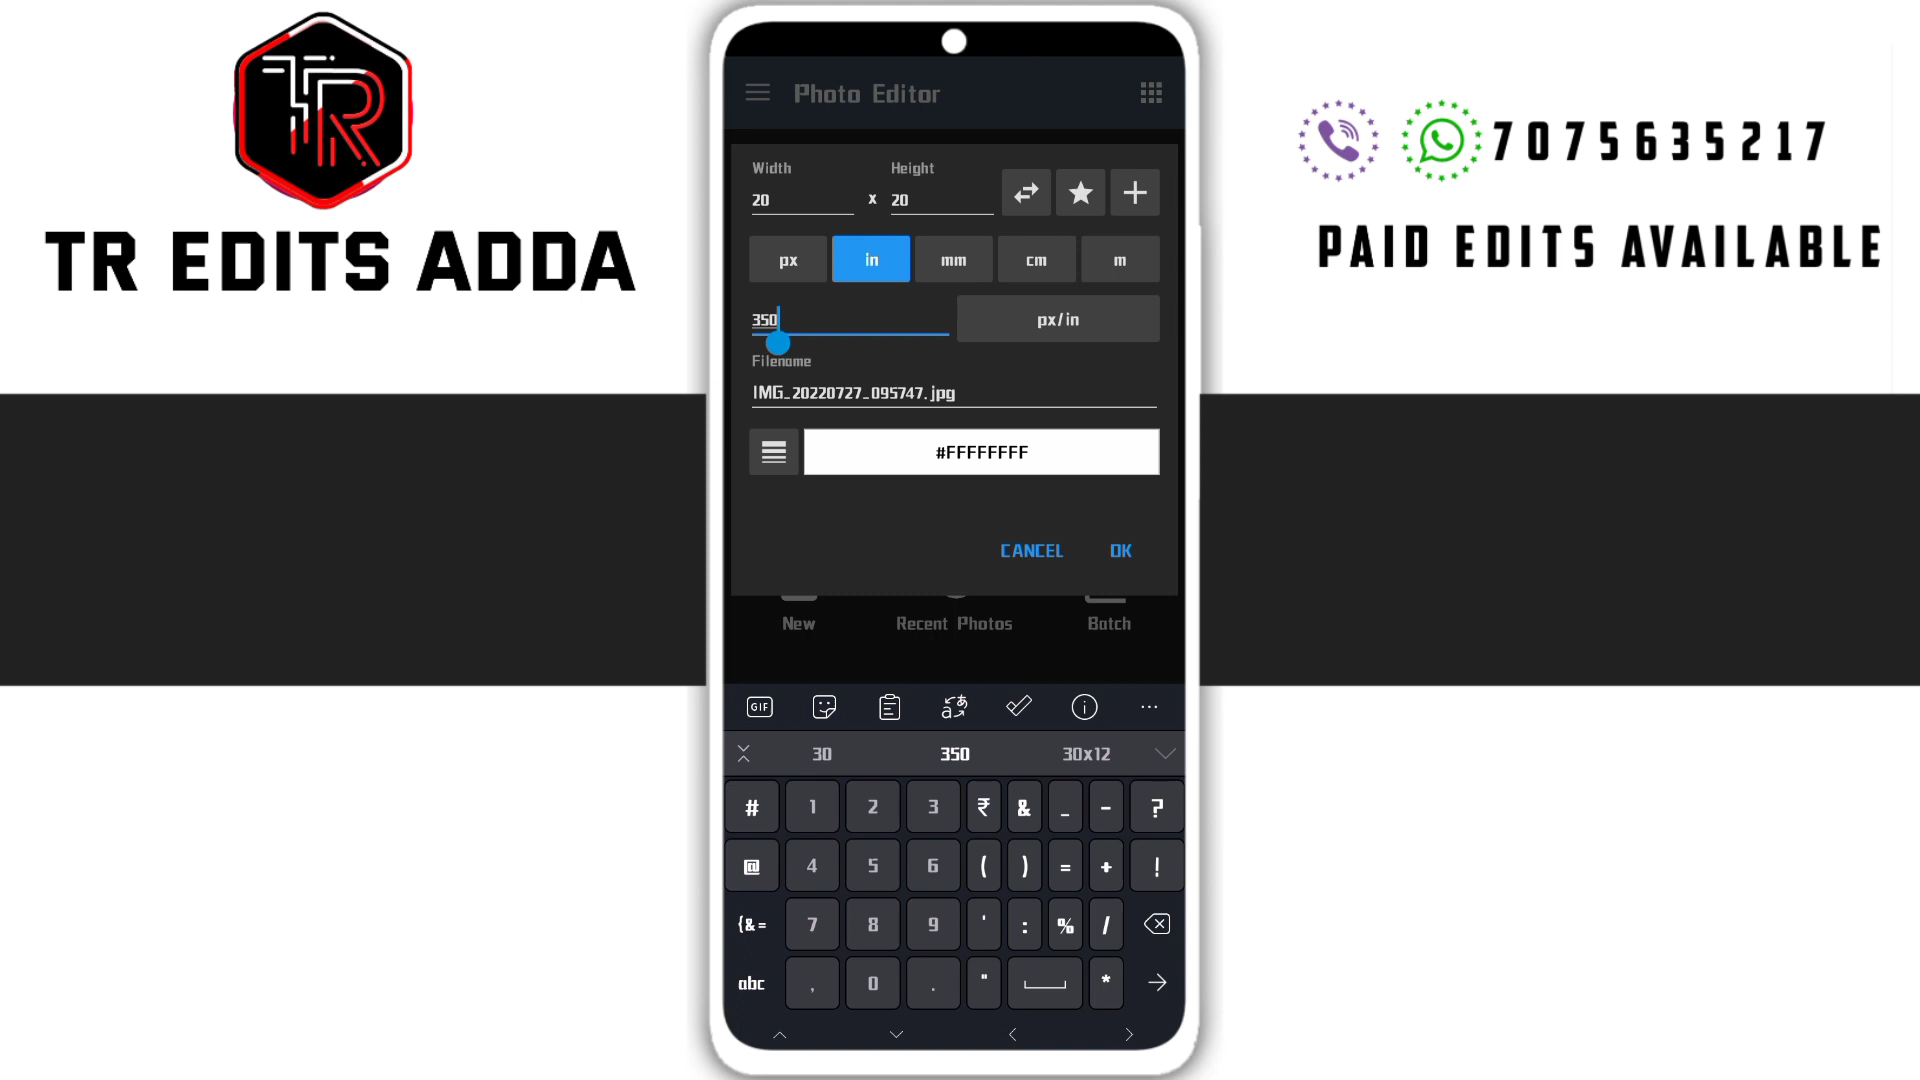 TR
TR EDITS ADDA
7075635217
PAID EDITS AVAILABLE
Photo Editor
Width
Height
20 x 20
px in mm cm m
350 px/in
Filename
IMG_20220727_095747.jpg
#FFFFFFFF
CANCEL OK
New Recent Photos Batch
GIF a あ i ...
30 350 30x12
# 1 2 3 ₹ & _ - ?
@ 4 5 6 ( ) = + !
{&= 7 8 9 ' : % /
abc , 0 . " *